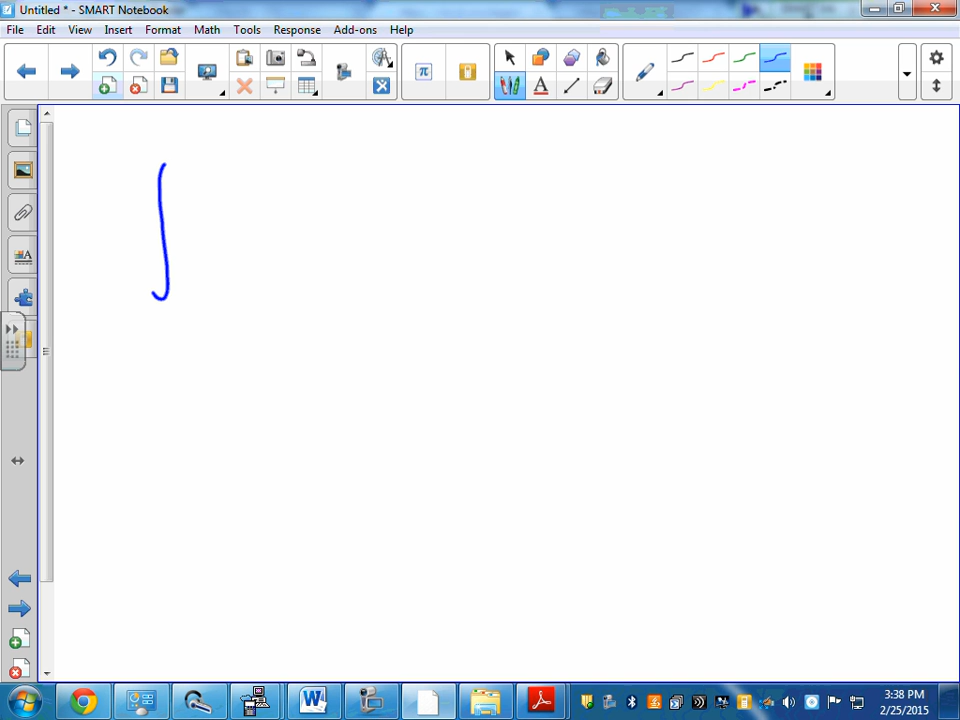 Untitled * - SMART Notebook
File Edit View Insert Format Math Tools Response Add-ons Help
∫
3:38 PM
2/25/2015